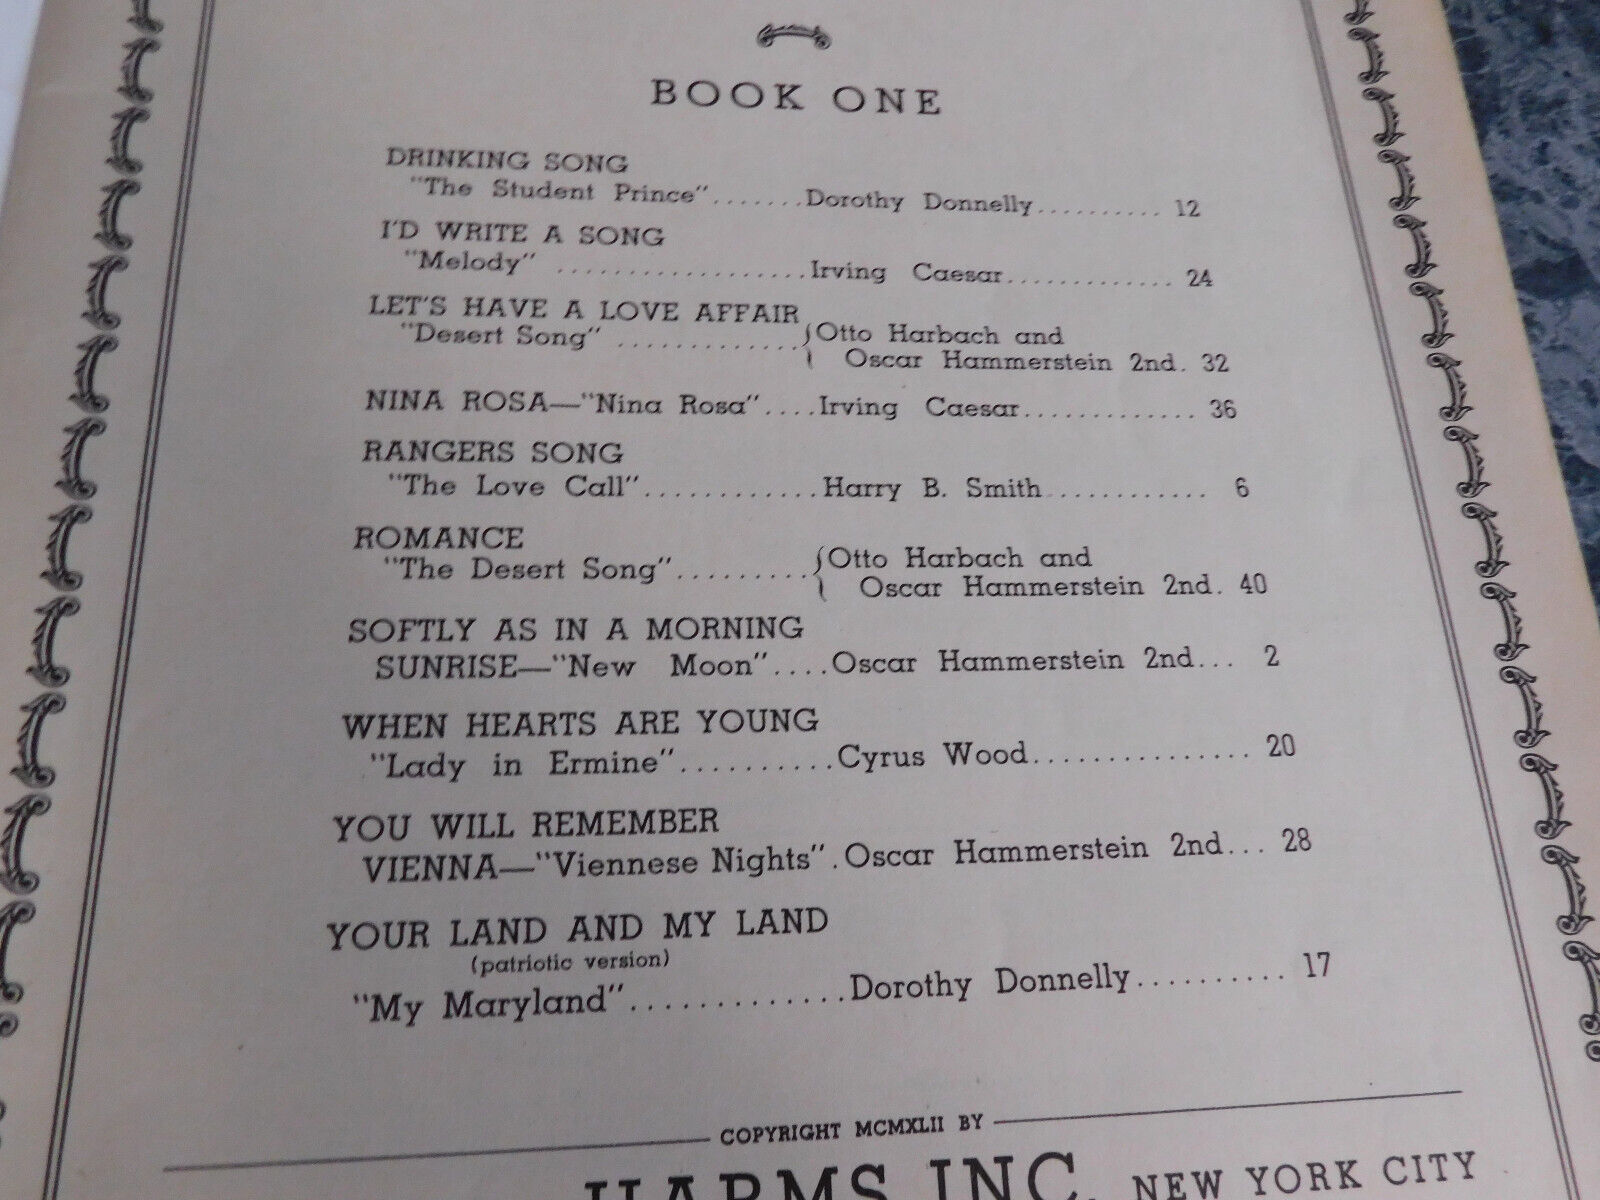 BOOK ONE
DRINKING SONG
"The Student Prince".......Dorothy Donnelly.......... 12
I'D WRITE A SONG
"Melody" ..................Irving Caesar............. 24
LET'S HAVE A LOVE AFFAIR
"Desert Song" .............{Otto Harbach and
Oscar Hammerstein 2nd. 32
NINA ROSA—"Nina Rosa"....Irving Caesar............. 36
RANGERS SONG
"The Love Call"............Harry B. Smith............ 6
ROMANCE
"The Desert Song".........{Otto Harbach and
Oscar Hammerstein 2nd. 40
SOFTLY AS IN A MORNING
SUNRISE—"New Moon"....Oscar Hammerstein 2nd... 2
WHEN HEARTS ARE YOUNG
"Lady in Ermine"..........Cyrus Wood............... 20
YOU WILL REMEMBER
VIENNA—"Viennese Nights".Oscar Hammerstein 2nd... 28
YOUR LAND AND MY LAND
(patriotic version)
"My Maryland".............Dorothy Donnelly.......... 17
COPYRIGHT MCMXLII BY
HARMS INC. NEW YORK CITY